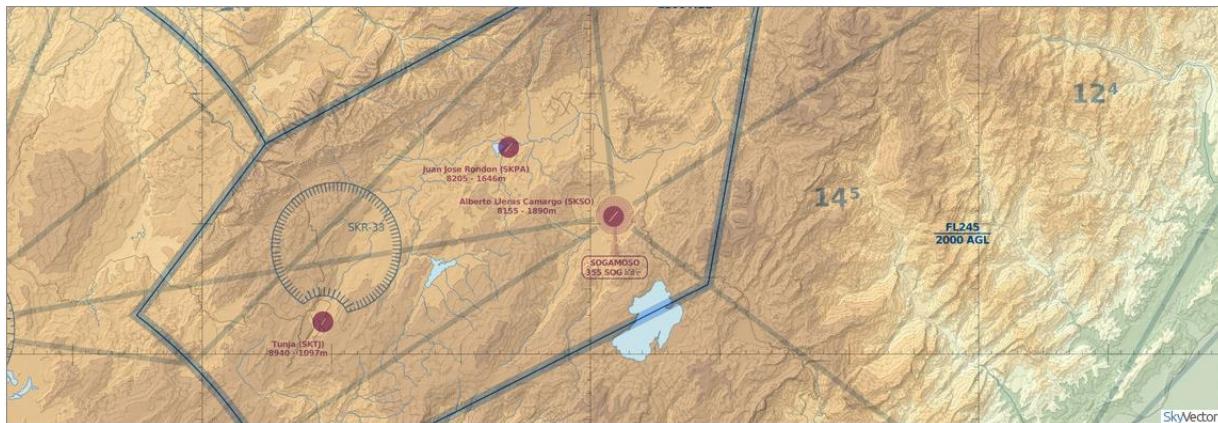 12⁴
Juan Jose Rondon (SKPA)
8205 - 1646m
14⁵
Alberto Lleras Camargo (SKSO)
8155 - 1890m
SKR-33
FL245
2000 AGL
SOGAMOSO
355 SOG
Tunja (SKTJ)
8940 - 1097m
SkyVector